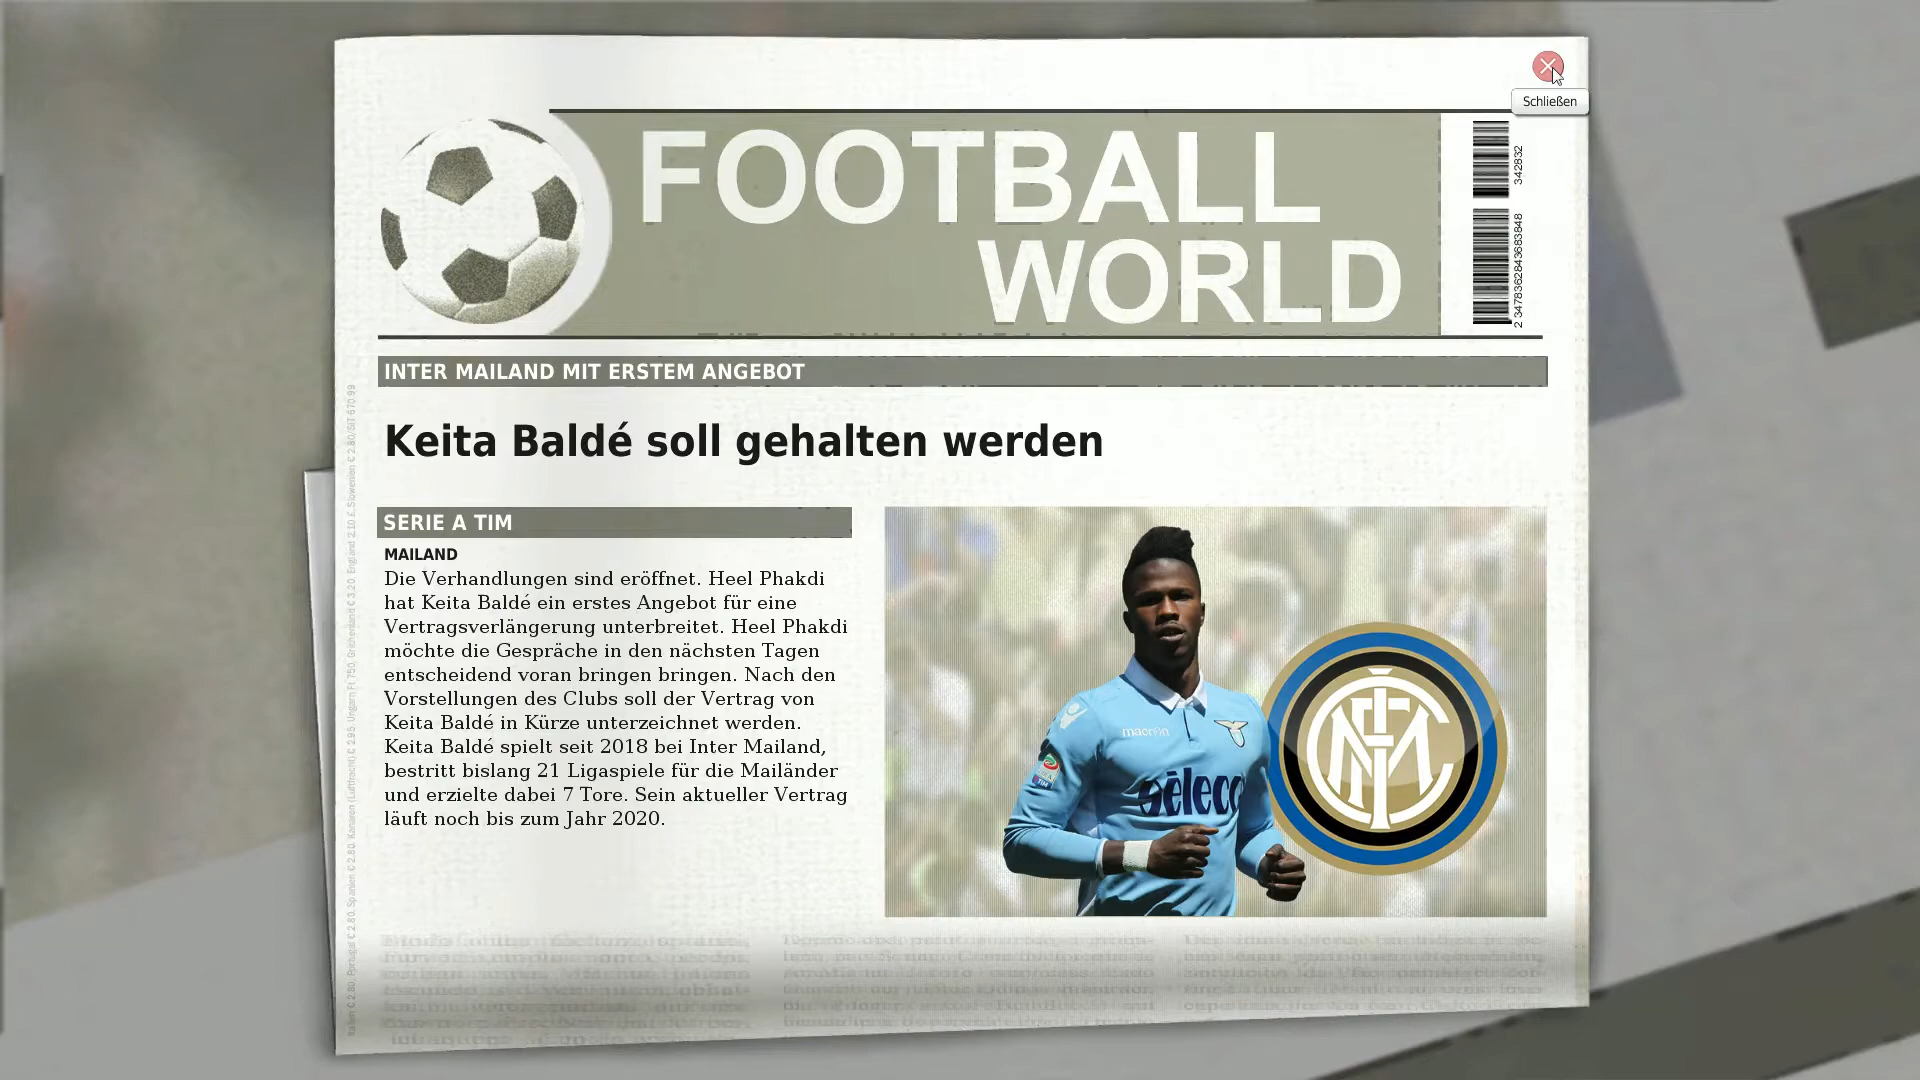 Schließen
FOOTBALL
WORLD
342832
2 3478362843683848
INTER MAILAND MIT ERSTEM ANGEBOT
Keita Baldé soll gehalten werden
SERIE A TIM
MAILAND
Die Verhandlungen sind eröffnet. Heel Phakdi
hat Keita Baldé ein erstes Angebot für eine
Vertragsverlängerung unterbreitet. Heel Phakdi
möchte die Gespräche in den nächsten Tagen
entscheidend voran bringen bringen. Nach den
Vorstellungen des Clubs soll der Vertrag von
Keita Baldé in Kürze unterzeichnet werden.
Keita Baldé spielt seit 2018 bei Inter Mailand,
bestritt bislang 21 Ligaspiele für die Mailänder
und erzielte dabei 7 Tore. Sein aktueller Vertrag
läuft noch bis zum Jahr 2020.
macron